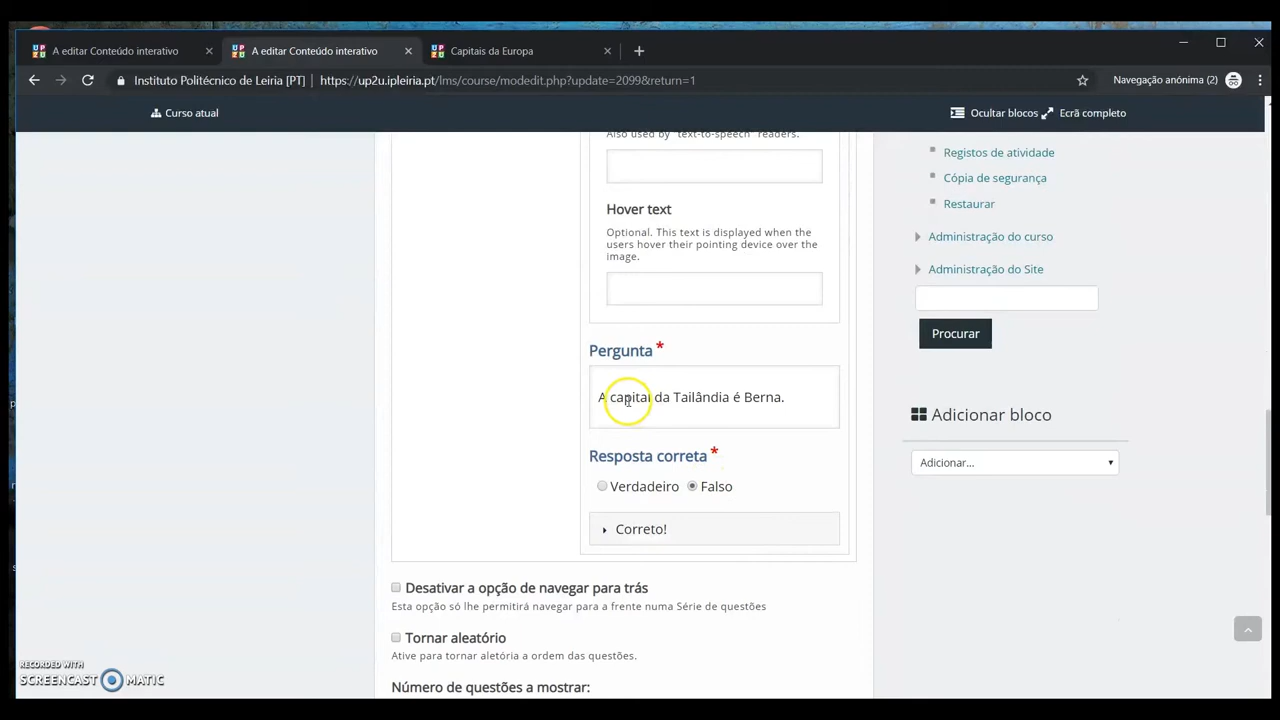 A editar Conteúdo interativo
A editar Conteúdo interativo
Capitais da Europa
Instituto Politécnico de Leiria [PT] | https://up2u.ipleiria.pt/lms/course/modedit.php?update=2099&return=1
Navegação anónima (2)
Curso atual
Ocultar blocos
Ecrã completo
Also used by "text-to-speech" readers.
Hover text
Optional. This text is displayed when the
users hover their pointing device over the
image.
Pergunta *
A capital da Tailândia é Berna.
Resposta correta *
Verdadeiro Falso
Correto!
Desativar a opção de navegar para trás
Esta opção só lhe permitirá navegar para a frente numa Série de questões
Tornar aleatório
Ative para tornar aletória a ordem das questões.
Número de questões a mostrar:
Registos de atividade
Cópia de segurança
Restaurar
Administração do curso
Administração do Site
Procurar
Adicionar bloco
Adicionar...
RECORDED WITH
SCREENCAST MATIC